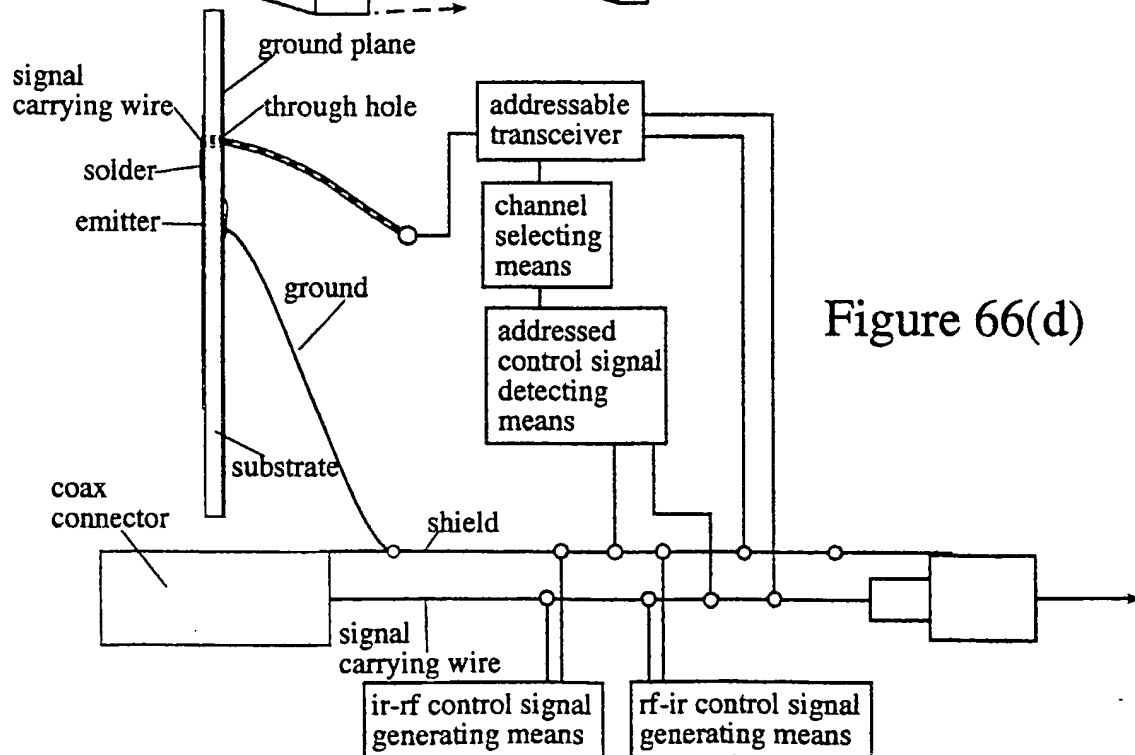 ground plane
signal
carrying wire
through hole
solder
emitter
ground
substrate
addressable
transceiver
channel
selecting
means
addressed
control signal
detecting
means
Figure 66(d)
coax
connector
shield
signal
carrying wire
ir-rf control signal
generating means
rf-ir control signal
generating means